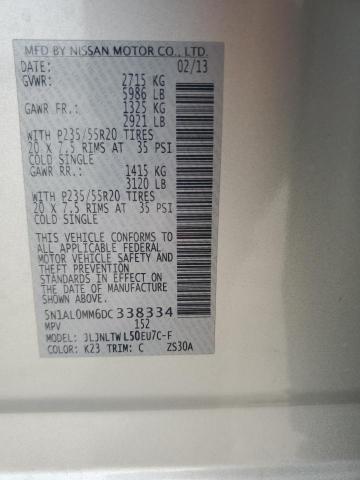 MFD BY NISSAN MOTOR CO., LTD.
DATE: 02/13
GVWR: 2715 KG
5986 LB
GAWR FR.: 1325 KG
2921 LB
WITH P235/55R20 TIRES
20 X 7.5 RIMS AT 35 PSI
COLD SINGLE
GAWR RR.: 1415 KG
3120 LB
WITH P235/55R20 TIRES
20 X 7.5 RIMS AT 35 PSI
COLD SINGLE
THIS VEHICLE CONFORMS TO
ALL APPLICABLE FEDERAL
MOTOR VEHICLE SAFETY AND
THEFT PREVENTION
STANDARDS IN EFFECT ON THE
DATE OF MANUFACTURE SHOWN
ABOVE.
5N1AL0MM6DC 338334
MPV 152
MODEL: JLJNLTW L50EU7C-F
COLOR: K23 TRIM: C ZS30A